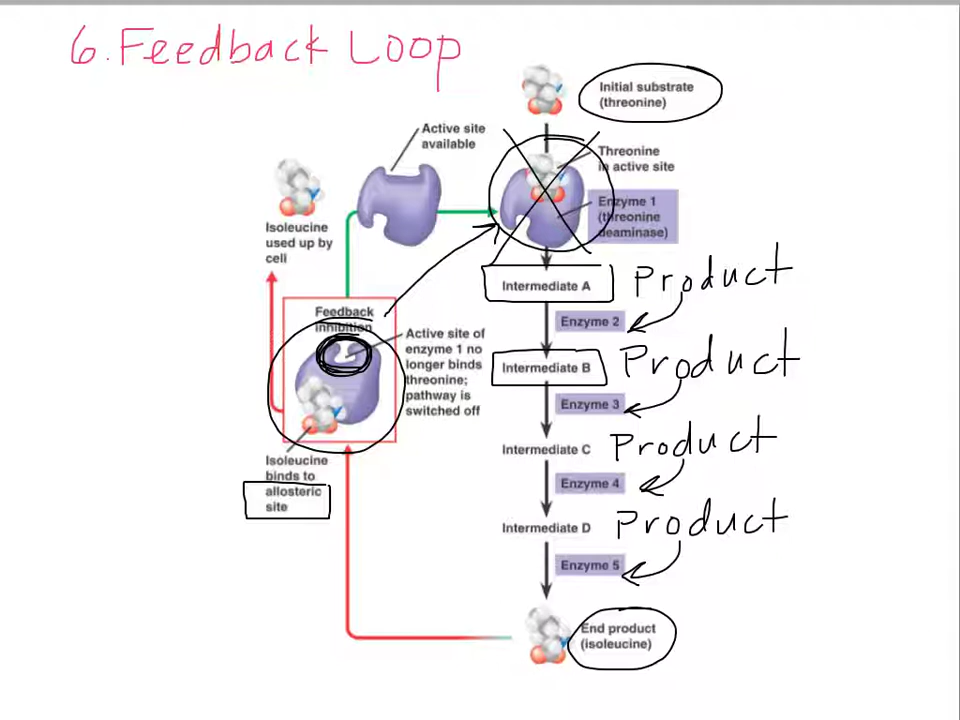 6. Feedback Loop
Initial substrate
(threonine)
Active site
available
Threonine
in active site
Enzyme 1
(threonine
deaminase)
Isoleucine
used up by
cell
Intermediate A
Product
Feedback
inhibition
Enzyme 2
Active site of
enzyme 1 no
longer binds
threonine;
pathway is
switched off
Intermediate B
Product
Enzyme 3
Intermediate C
Product
Isoleucine
binds to
allosteric
site
Enzyme 4
Intermediate D
Product
Enzyme 5
End product
(isoleucine)